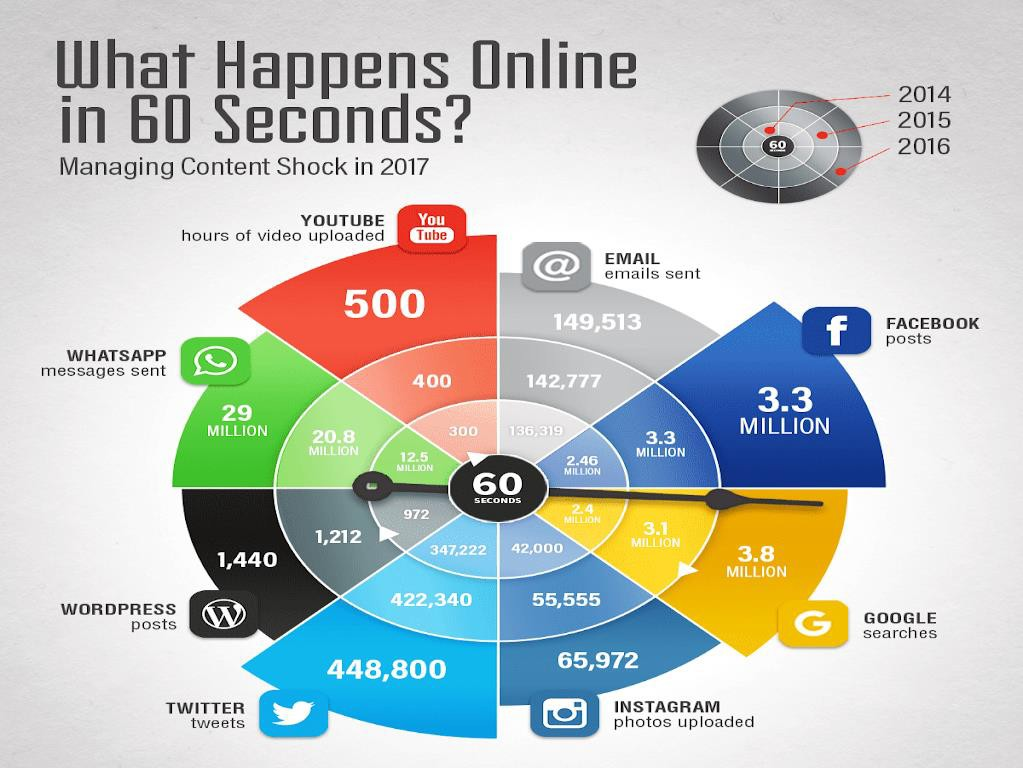 What Happens Online
in 60 Seconds?
Managing Content Shock in 2017
2014
2015
2016
60
SECONDS
YOUTUBE
hours of video uploaded
You
Tube
500
400
300
EMAIL
emails sent
@
149,513
142,777
136,319
FACEBOOK
posts
f
3.3
MILLION
3.3
MILLION
2.46
MILLION
WHATSAPP
messages sent
29
MILLION
20.8
MILLION
12.5
MILLION
60
SECONDS
WORDPRESS
posts
W
1,440
1,212
972
GOOGLE
searches
G
3.8
MILLION
3.1
MILLION
2.4
MILLION
TWITTER
tweets
448,800
422,340
347,222
INSTAGRAM
photos uploaded
65,972
55,555
42,000